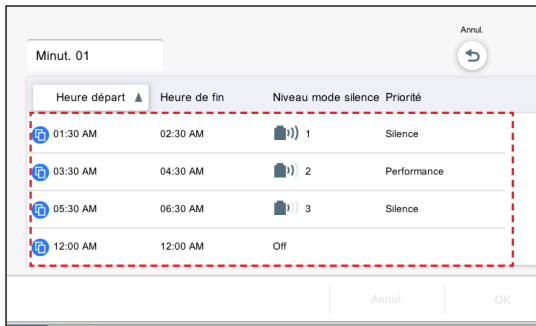 Annul.
Minut. 01
Heure départ Heure de fin Niveau mode silence Priorité
01:30 AM 02:30 AM 1 Silence
03:30 AM 04:30 AM 2 Performance
05:30 AM 06:30 AM 3 Silence
12:00 AM 12:00 AM Off
Annul. OK